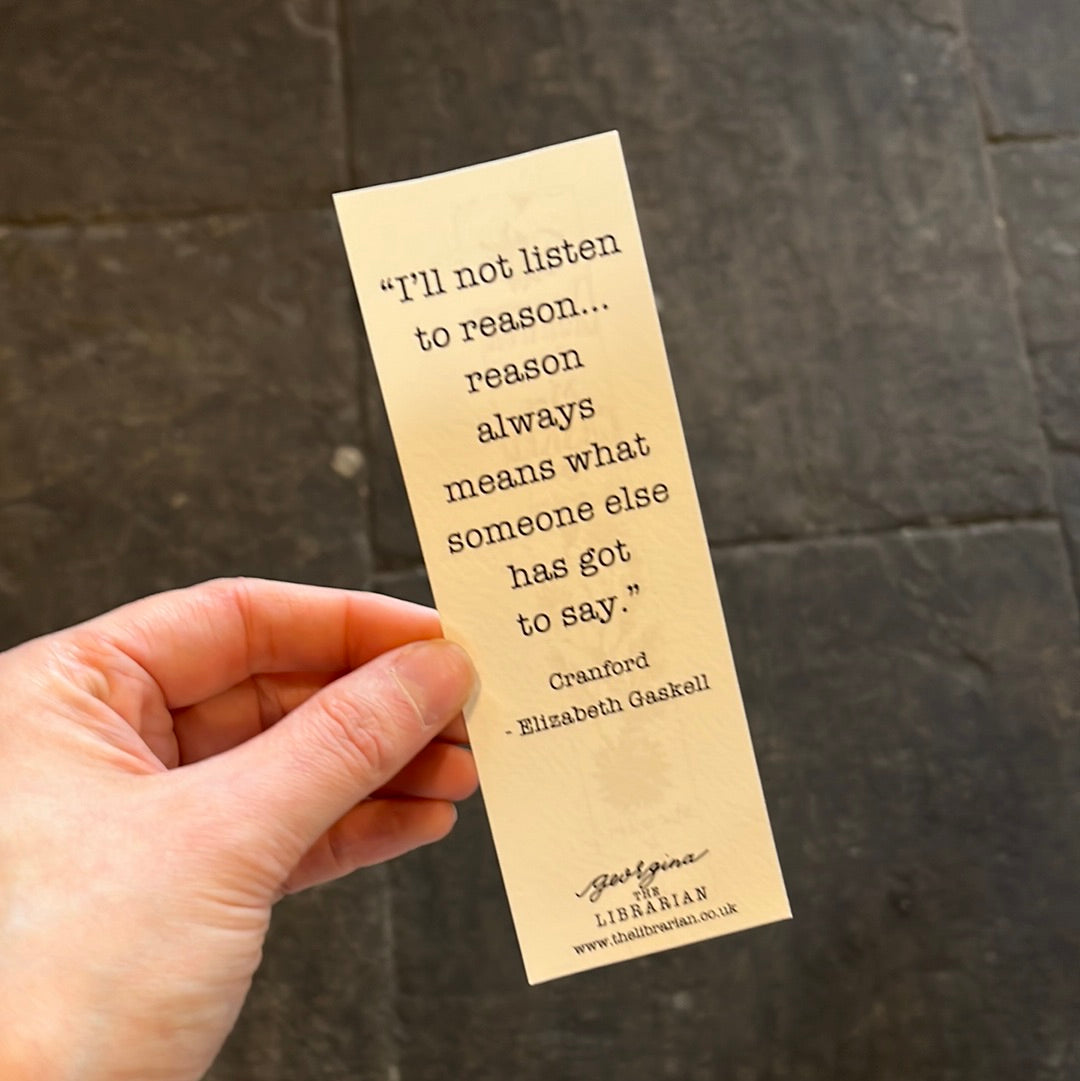 “I’ll not listen
to reason...
reason
always
means what
someone else
has got
to say.”
Cranford
- Elizabeth Gaskell
georgina
THE
LIBRARIAN
www.thelibrarian.co.uk